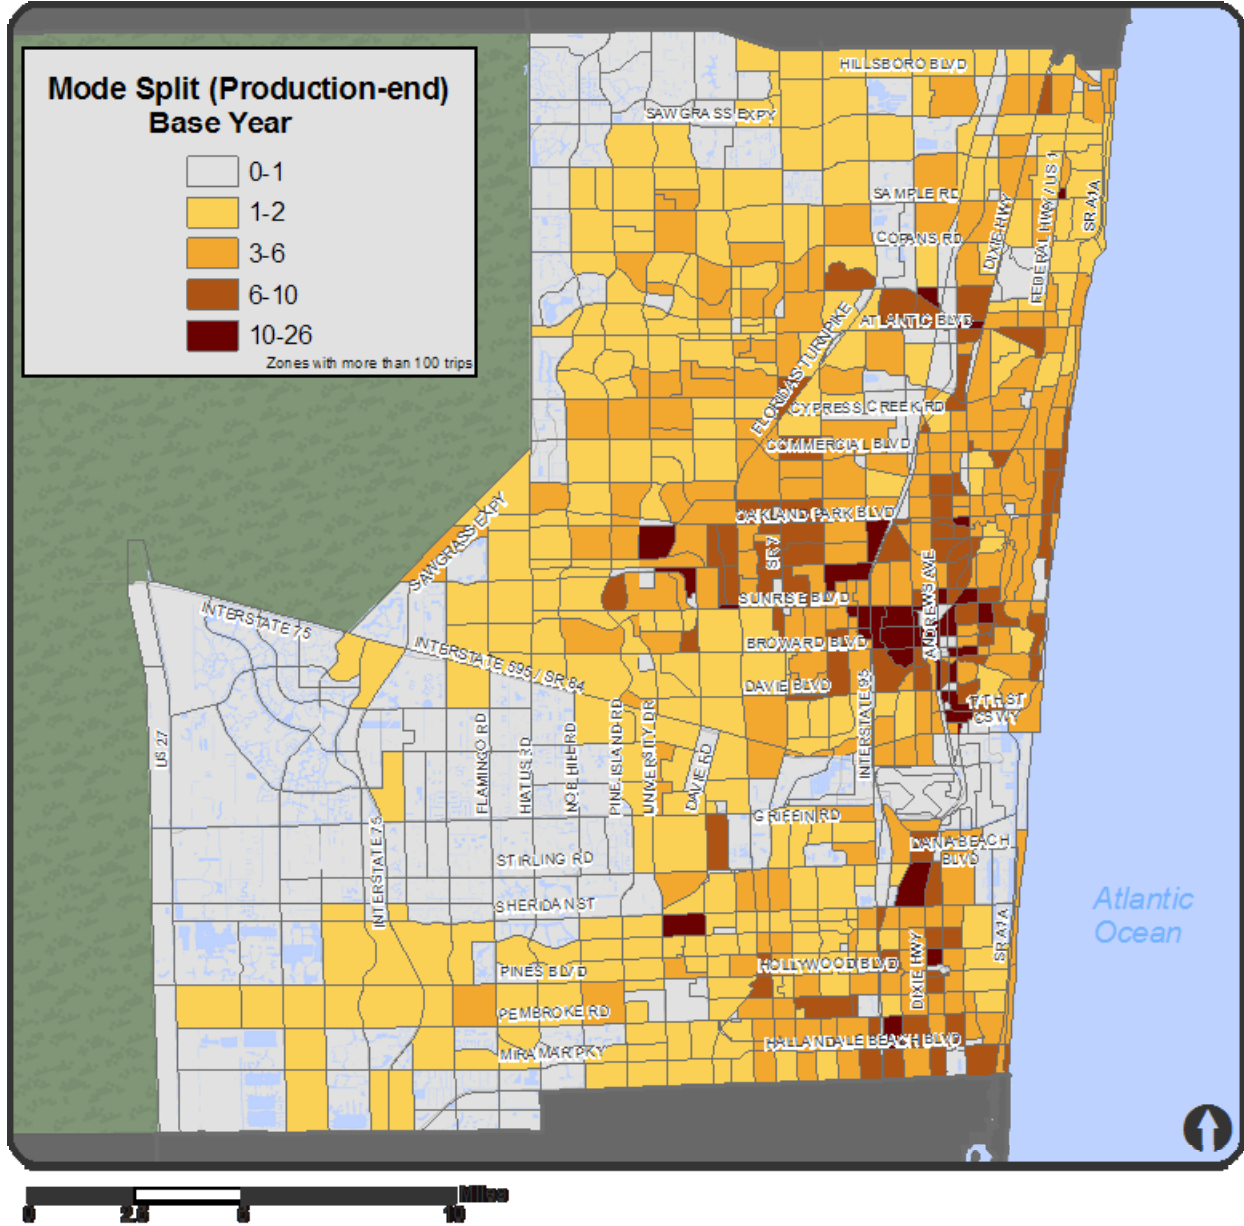 Mode Split (Production-end)
Base Year
0-1
1-2
3-6
6-10
10-26
Zones with more than 100 trips
HILLSBORO BLVD
SAWGRASS EXPY
SAMPLE RD
COPANS RD
DIXIE HWY
FEDERAL HWY / US 1
SR A1A
ATLANTIC BLVD
FLORIDAS TURNPIKE
CYPRESS CREEK RD
COMMERCIAL BLVD
OAKLAND PARK BLVD
SR 7
SAWGRASS EXPY
SUNRISE BLVD
ANDREWS AVE
INTERSTATE 75
BROWARD BLVD
INTERSTATE 595 / SR 84
DAVIE BLVD
17TH ST
CSWY
US 27
FLAMINGO RD
HIATUS RD
NOB HILL RD
PINE ISLAND RD
UNIVERSITY DR
DAVIE RD
INTERSTATE 95
GRIFFIN RD
INTERSTATE 75
STIRLING RD
DANIA BEACH
BLVD
SHERIDAN ST
Atlantic
Ocean
SR A1A
PINES BLVD
HOLLYWOOD BLVD
DIXIE HWY
PEMBROKE RD
MIRAMAR PKY
HALLANDALE BEACH BLVD
Miles
0 2.5 5 10